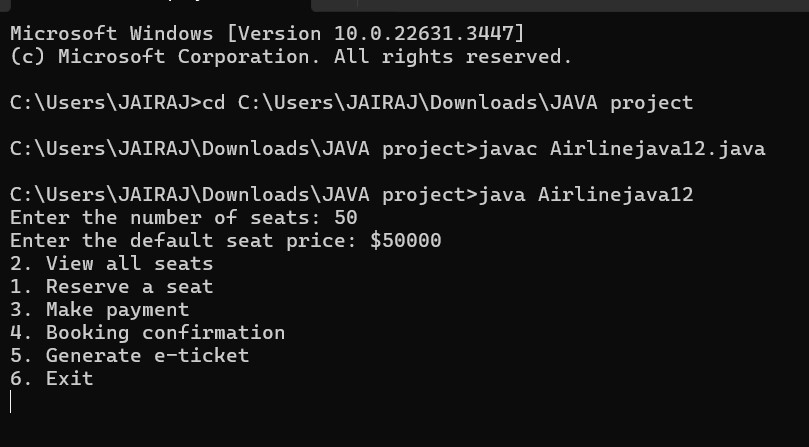 Microsoft Windows [Version 10.0.22631.3447]
(c) Microsoft Corporation. All rights reserved.
C:\Users\JAIRAJ>cd C:\Users\JAIRAJ\Downloads\JAVA project
C:\Users\JAIRAJ\Downloads\JAVA project>javac Airlinejava12.java
C:\Users\JAIRAJ\Downloads\JAVA project>java Airlinejava12
Enter the number of seats: 50
Enter the default seat price: $50000
2. View all seats
1. Reserve a seat
3. Make payment
4. Booking confirmation
5. Generate e-ticket
6. Exit